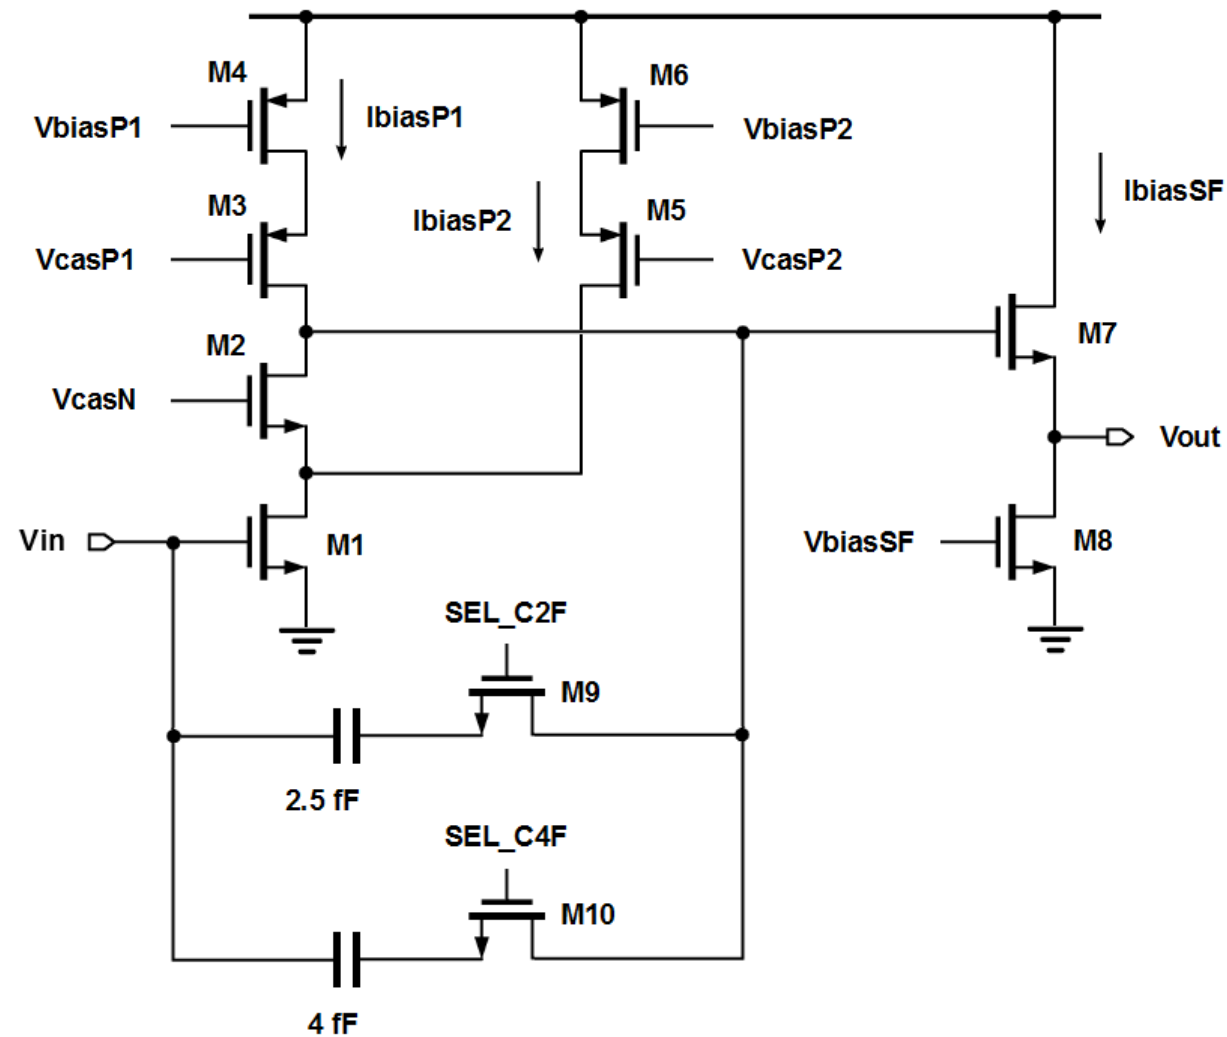 M4
M6
VbiasP1
IbiasP1
VbiasP2
IbiasSF
M3
M5
IbiasP2
VcasP1
VcasP2
M2
M7
VcasN
Vout
Vin
M1
VbiasSF
M8
SEL_C2F
M9
2.5 fF
SEL_C4F
M10
4 fF